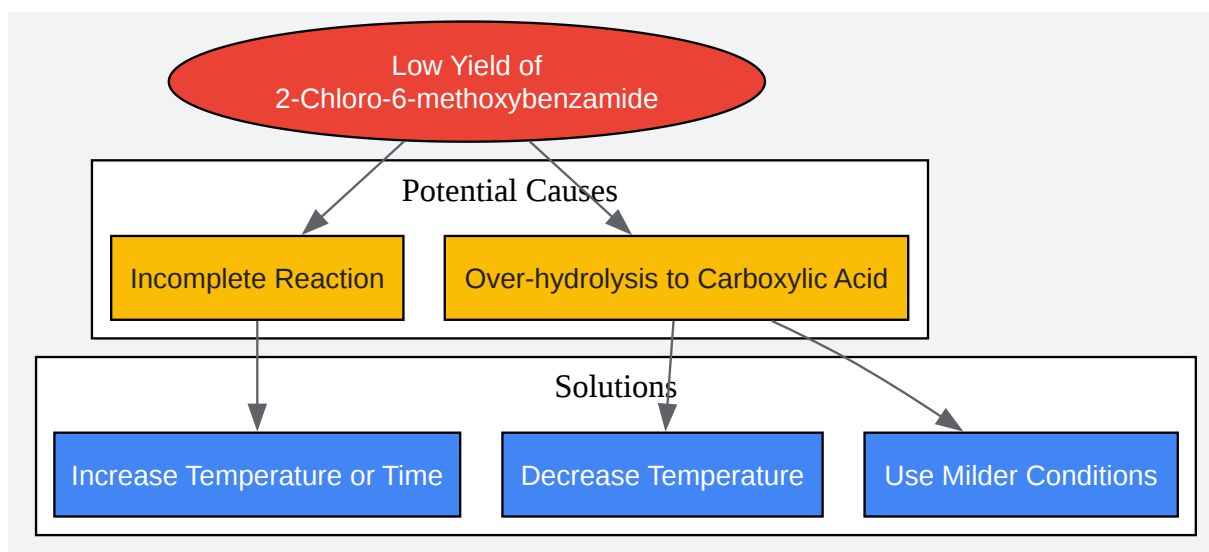 Low Yield of
2-Chloro-6-methoxybenzamide
Potential Causes
Incomplete Reaction
Over-hydrolysis to Carboxylic Acid
Solutions
Increase Temperature or Time
Decrease Temperature
Use Milder Conditions